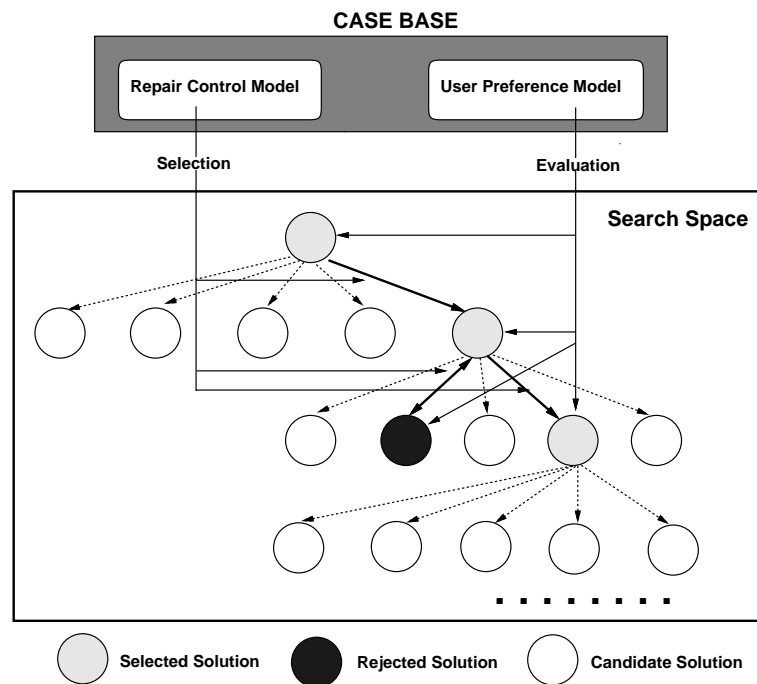 CASE BASE
Repair Control Model
User Preference Model
Selection
Evaluation
Search Space
Selected Solution
Rejected Solution
Candidate Solution